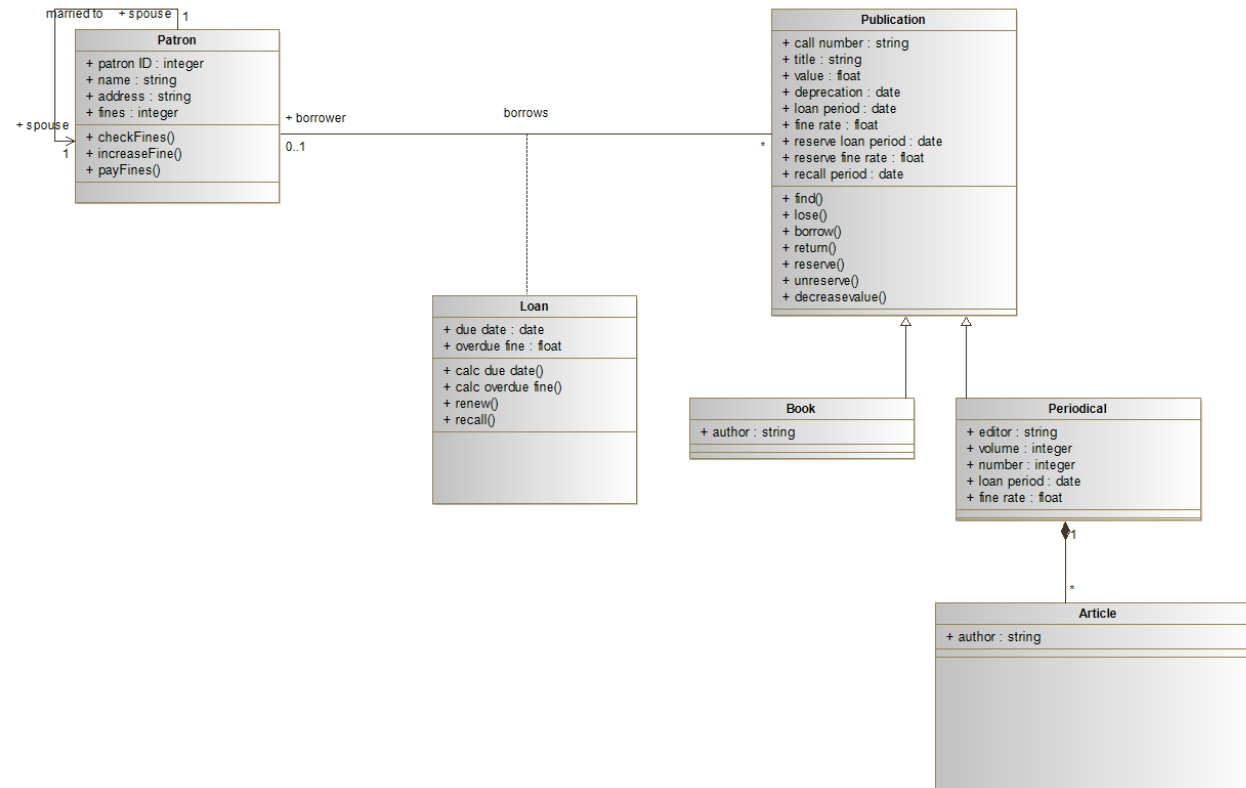 married to + spouse 1
Patron
+ patron ID : integer
+ name : string
+ address : string
+ fines : integer
+ checkFines()
+ increaseFine()
+ payFines()
+ spouse
1
+ borrower
0..1
borrows
*
Publication
+ call number : string
+ title : string
+ value : float
+ deprecation : date
+ loan period : date
+ fine rate : float
+ reserve loan period : date
+ reserve fine rate : float
+ recall period : date
+ find()
+ lose()
+ borrow()
+ return()
+ reserve()
+ unreserve()
+ decreasevalue()
Loan
+ due date : date
+ overdue fine : float
+ calc due date()
+ calc overdue fine()
+ renew()
+ recall()
Book
+ author : string
Periodical
+ editor : string
+ volume : integer
+ number : integer
+ loan period : date
+ fine rate : float
1
*
Article
+ author : string